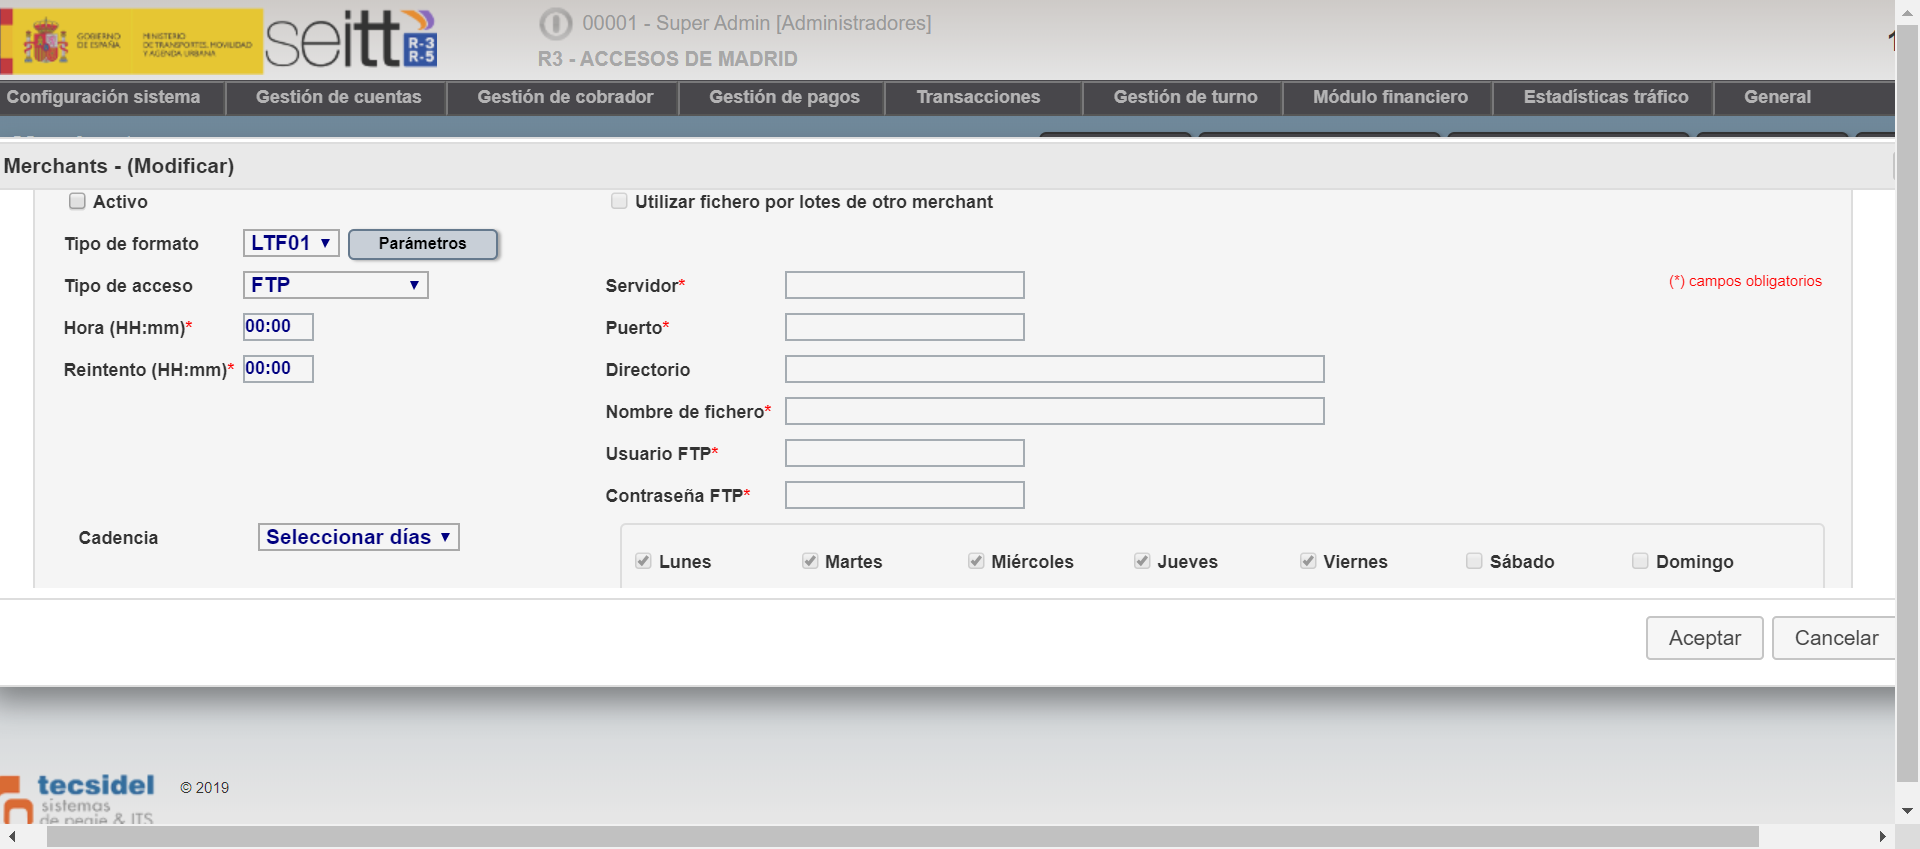 GOBIERNO DE ESPAÑA
MINISTERIO DE TRANSPORTES, MOVILIDAD Y AGENDA URBANA
seitt R-3 R-5
00001 - Super Admin [Administradores]
R3 - ACCESOS DE MADRID
Configuración sistema Gestión de cuentas Gestión de cobrador Gestión de pagos Transacciones Gestión de turno Módulo financiero Estadísticas tráfico General
Merchants - (Modificar)
Activo Utilizar fichero por lotes de otro merchant
Tipo de formato LTF01 Parámetros
Tipo de acceso FTP Servidor* (*) campos obligatorios
Hora (HH:mm)* 00:00 Puerto*
Reintento (HH:mm)* 00:00 Directorio
Nombre de fichero*
Usuario FTP*
Contraseña FTP*
Cadencia Seleccionar días
Lunes Martes Miércoles Jueves Viernes Sábado Domingo
Aceptar Cancelar
tecsidel © 2019
sistemas
de peaje & ITS